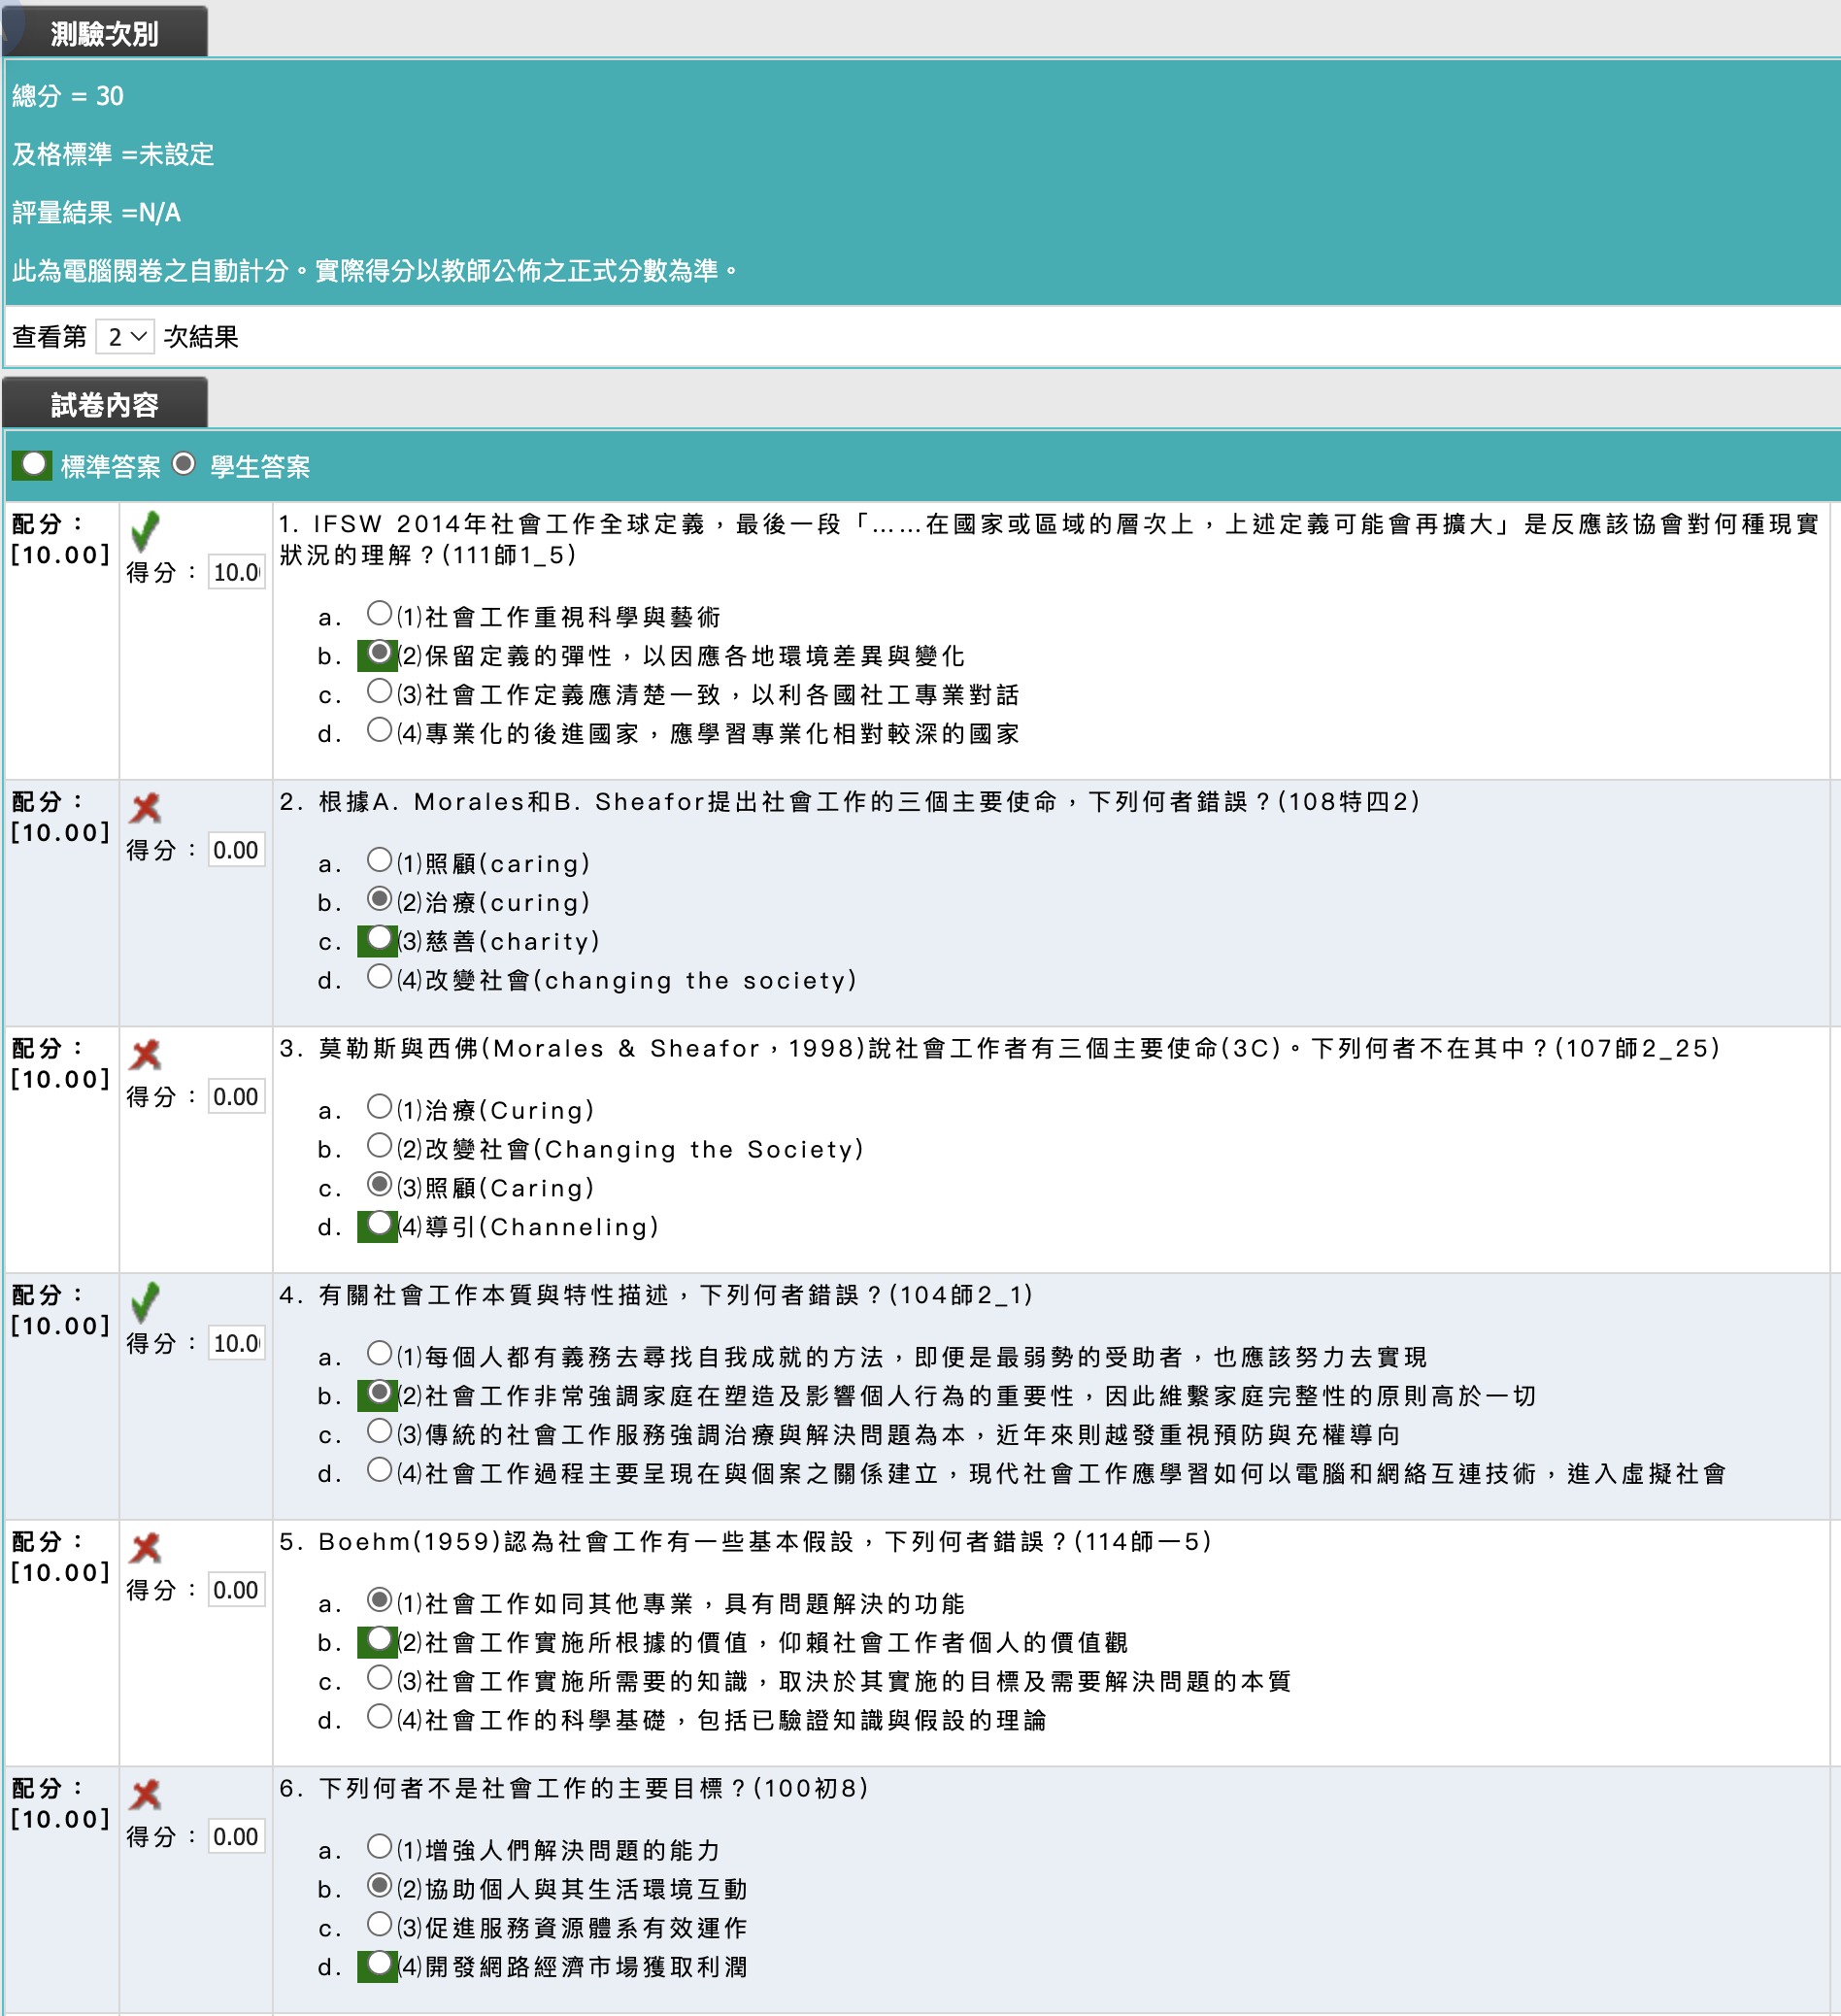 測驗次別
總分 = 30
及格標準 =未設定
評量結果 =N/A
此為電腦閱卷之自動計分。實際得分以教師公佈之正式分數為準。
查看第 2 次結果
試卷內容
標準答案 學生答案
配分：
[10.00]
得分：10.0
1. IFSW 2014年社會工作全球定義，最後一段「……在國家或區域的層次上，上述定義可能會再擴大」是反應該協會對何種現實
狀況的理解？(111師1_5)
a. (1)社會工作重視科學與藝術
b. (2)保留定義的彈性，以因應各地環境差異與變化
c. (3)社會工作定義應清楚一致，以利各國社工專業對話
d. (4)專業化的後進國家，應學習專業化相對較深的國家
配分：
[10.00]
得分：0.00
2. 根據A. Morales和B. Sheafor提出社會工作的三個主要使命，下列何者錯誤？(108特四2)
a. (1)照顧(caring)
b. (2)治療(curing)
c. (3)慈善(charity)
d. (4)改變社會(changing the society)
配分：
[10.00]
得分：0.00
3. 莫勒斯與西佛(Morales & Sheafor，1998)說社會工作者有三個主要使命(3C)。下列何者不在其中？(107師2_25)
a. (1)治療(Curing)
b. (2)改變社會(Changing the Society)
c. (3)照顧(Caring)
d. (4)導引(Channeling)
配分：
[10.00]
得分：10.0
4. 有關社會工作本質與特性描述，下列何者錯誤？(104師2_1)
a. (1)每個人都有義務去尋找自我成就的方法，即便是最弱勢的受助者，也應該努力去實現
b. (2)社會工作非常強調家庭在塑造及影響個人行為的重要性，因此維繫家庭完整性的原則高於一切
c. (3)傳統的社會工作服務強調治療與解決問題為本，近年來則越發重視預防與充權導向
d. (4)社會工作過程主要呈現在與個案之關係建立，現代社會工作應學習如何以電腦和網絡互連技術，進入虛擬社會
配分：
[10.00]
得分：0.00
5. Boehm(1959)認為社會工作有一些基本假設，下列何者錯誤？(114師一5)
a. (1)社會工作如同其他專業，具有問題解決的功能
b. (2)社會工作實施所根據的價值，仰賴社會工作者個人的價值觀
c. (3)社會工作實施所需要的知識，取決於其實施的目標及需要解決問題的本質
d. (4)社會工作的科學基礎，包括已驗證知識與假設的理論
配分：
[10.00]
得分：0.00
6. 下列何者不是社會工作的主要目標？(100初8)
a. (1)增強人們解決問題的能力
b. (2)協助個人與其生活環境互動
c. (3)促進服務資源體系有效運作
d. (4)開發網路經濟市場獲取利潤